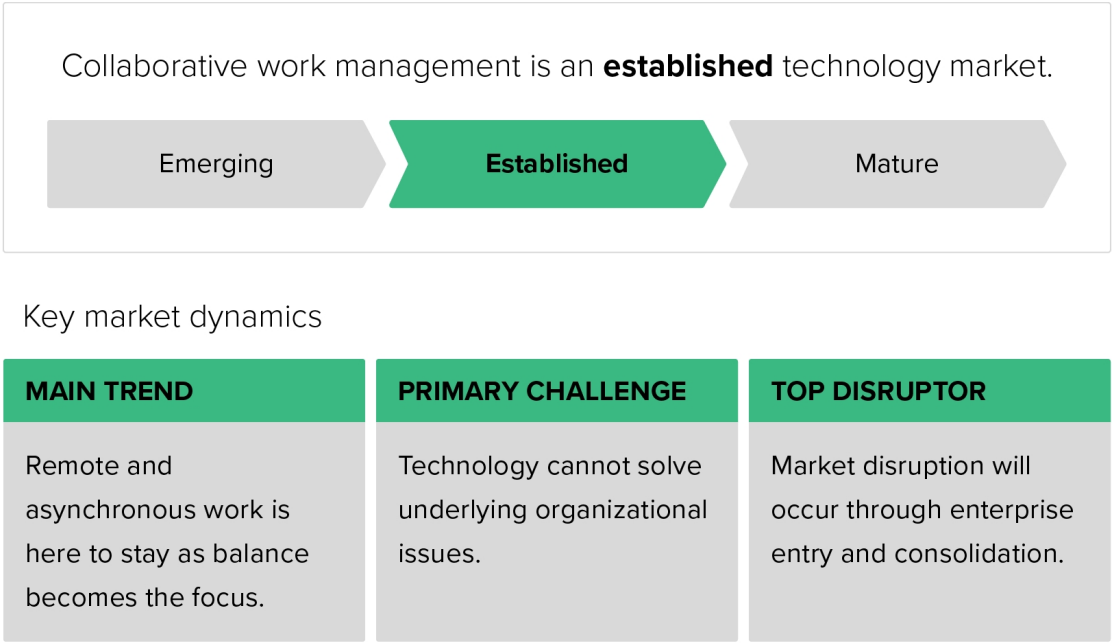 Collaborative work management is an established technology market.
Emerging
Established
Mature
Key market dynamics
MAIN TREND
Remote and
asynchronous work is
here to stay as balance
becomes the focus.
PRIMARY CHALLENGE
Technology cannot solve
underlying organizational
issues.
TOP DISRUPTOR
Market disruption will
occur through enterprise
entry and consolidation.